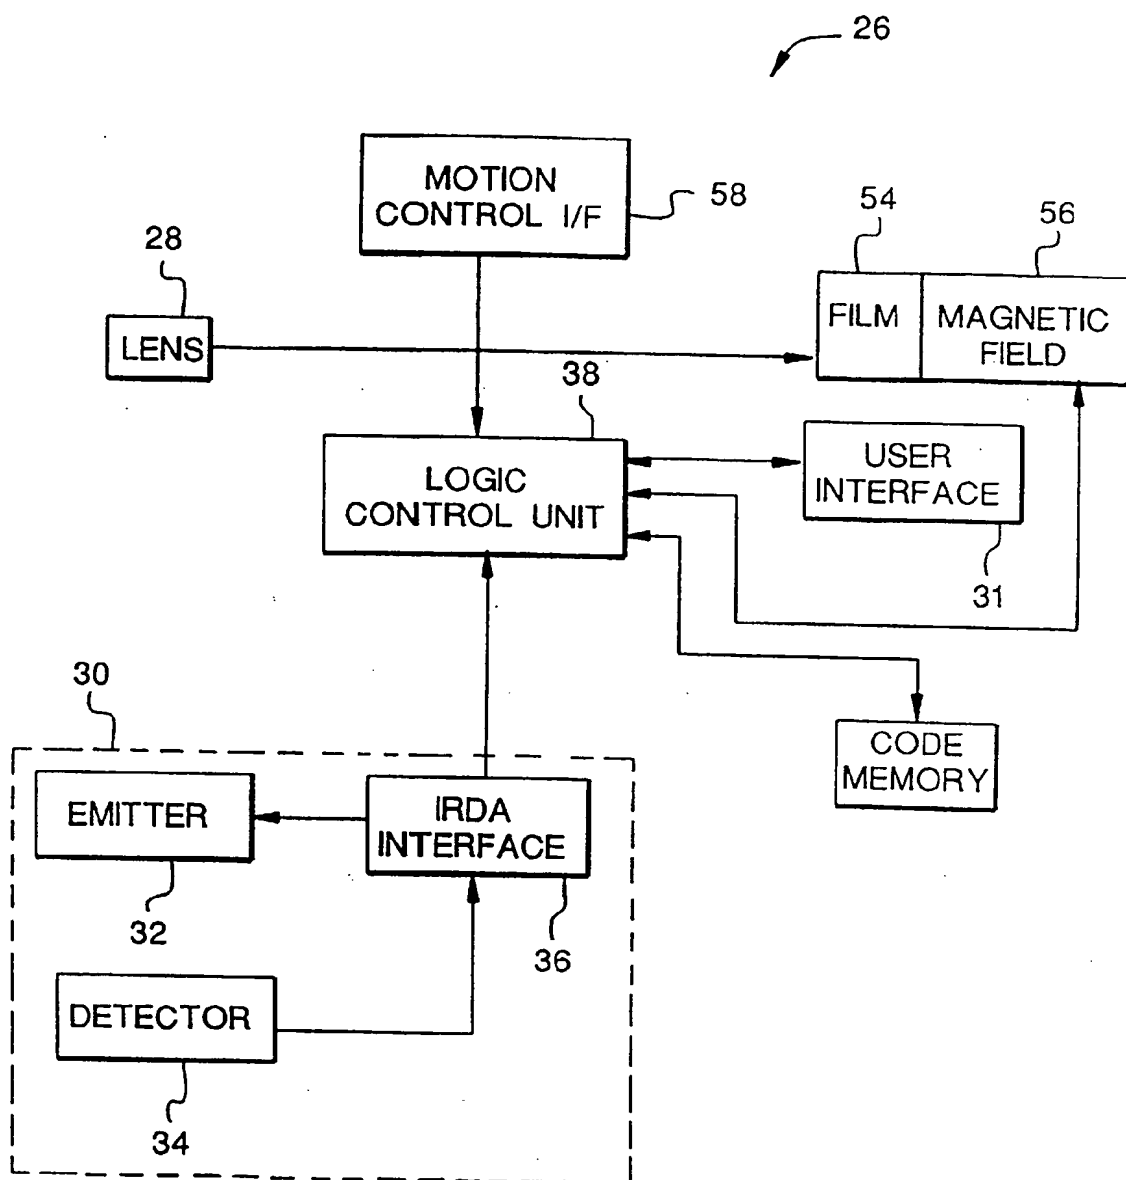 26
MOTION
CONTROL I/F
58
54
56
28
FILM
MAGNETIC
FIELD
LENS
38
LOGIC
CONTROL UNIT
USER
INTERFACE
31
30
CODE
MEMORY
EMITTER
IRDA
INTERFACE
32
36
DETECTOR
34